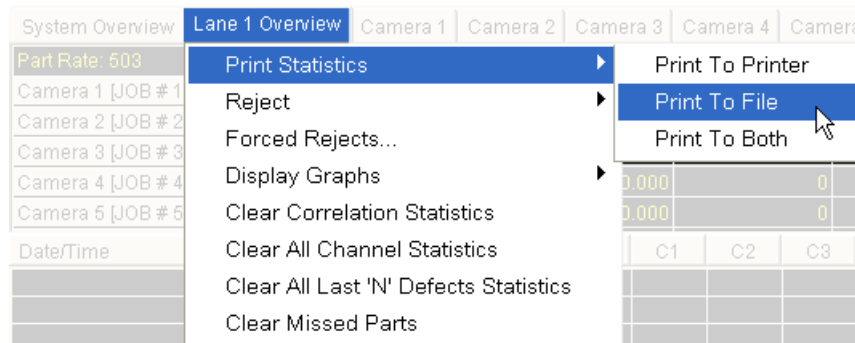 System Overview Lane 1 Overview Camera 1 Camera 2 Camera 3 Camera 4 Camera
Part Rate: 503 Print Statistics Print To Printer
Camera 1 [JOB # 1 Reject Print To File
Camera 2 [JOB # 2 Forced Rejects... Print To Both
Camera 3 [JOB # 3
Camera 4 [JOB # 4 Display Graphs 0.000 0
Camera 5 [JOB # 5 Clear Correlation Statistics 0.000 0
Date/Time Clear All Channel Statistics C1 C2 C3
Clear All Last 'N' Defects Statistics
Clear Missed Parts